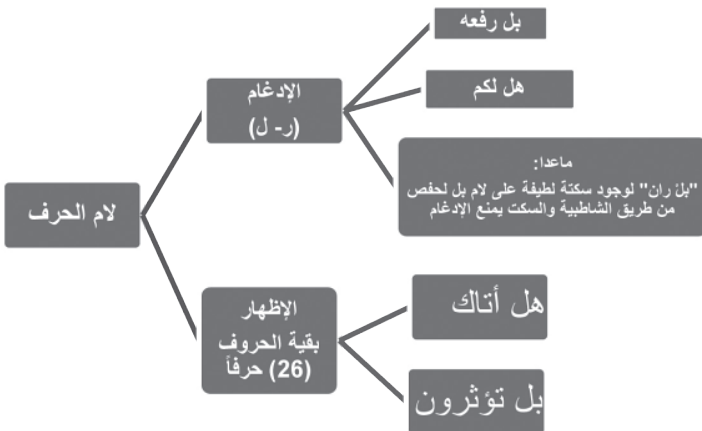 لام الحرف
الإدغام
(ر- ل)
بل رفعه
هل لكم
ماعدا:
"بل ران" لوجود سكتة لطيفة على لام بل لحفص
من طريق الشاطبية والسكت يمنع الإدغام
الإظهار
بقية الحروف
(26) حرفاً
هل أتاك
بل تؤثرون